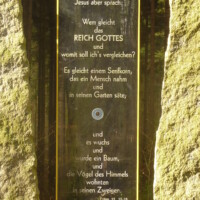 Jesus aber sprach:
Wem gleicht
das
REICH GOTTES
und
womit soll ich's vergleichen?
Es gleicht einem Senfkorn,
das ein Mensch nahm
und
in seinen Garten säte;
und
es wuchs
und
wurde ein Baum,
und
die Vögel des Himmels
wohnten
in seinen Zweigen.